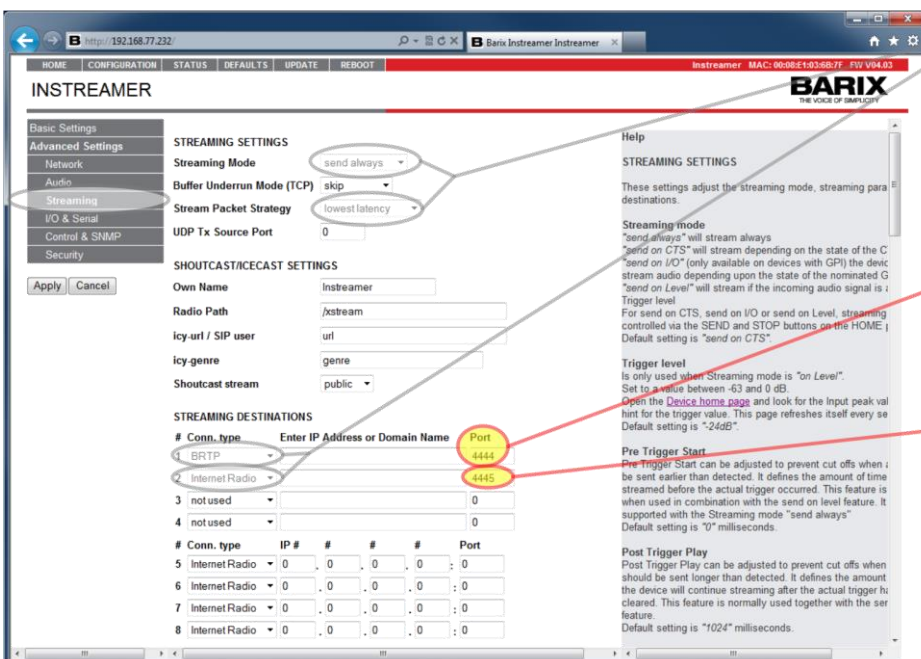 http://192.168.77.232/
Barix Instreamer Instreamer
HOME CONFIGURATION STATUS DEFAULTS UPDATE REBOOT
Instreamer MAC: 00:08:E1:03:6B:7F FW V04.03
INSTREAMER
BARIX
THE VOICE OF SIMPLICITY
Basic Settings
Advanced Settings
Network
Audio
Streaming
I/O & Serial
Control & SNMP
Security
Apply Cancel
STREAMING SETTINGS
Streaming Mode send always
Buffer Underrun Mode (TCP) skip
Stream Packet Strategy lowest latency
UDP Tx Source Port 0
SHOUTCAST/ICECAST SETTINGS
Own Name Instreamer
Radio Path /xstream
icy-url / SIP user url
icy-genre genre
Shoutcast stream public
STREAMING DESTINATIONS
# Conn. type Enter IP Address or Domain Name Port
1 BRTP 4444
2 Internet Radio 4445
3 not used 0
4 not used 0
# Conn. type IP # # # # Port
5 Internet Radio 0 . 0 . 0 . 0 : 0
6 Internet Radio 0 . 0 . 0 . 0 : 0
7 Internet Radio 0 . 0 . 0 . 0 : 0
8 Internet Radio 0 . 0 . 0 . 0 : 0
Help
STREAMING SETTINGS
These settings adjust the streaming mode, streaming para
destinations.
Streaming mode
"send always" will stream always
"send on CTS" will stream depending on the state of the C
"send on I/O" (only available on devices with GPI) the devic
stream audio depending upon the state of the nominated G
"send on Level" will stream if the incoming audio signal is
Trigger level
For send on CTS, send on I/O or send on Level, streaming
controlled via the SEND and STOP buttons on the HOME
Default setting is "send on CTS".
Trigger level
Is only used when Streaming mode is "on Level".
Set to a value between -63 and 0 dB.
Open the Device home page and look for the Input peak val
hint for the trigger value. This page refreshes itself every se
Default setting is "-24dB".
Pre Trigger Start
Pre Trigger Start can be adjusted to prevent cut offs when
be sent earlier than detected. It defines the amount of time
streamed before the actual trigger occurred. This feature is
when used in combination with the send on level feature. It
supported with the Streaming mode "send always"
Default setting is "0" milliseconds.
Post Trigger Play
Post Trigger Play can be adjusted to prevent cut offs when
should be sent longer than detected. It defines the amount
the device will continue streaming after the actual trigger ha
cleared. This feature is normally used together with the ser
feature.
Default setting is "1024" milliseconds.